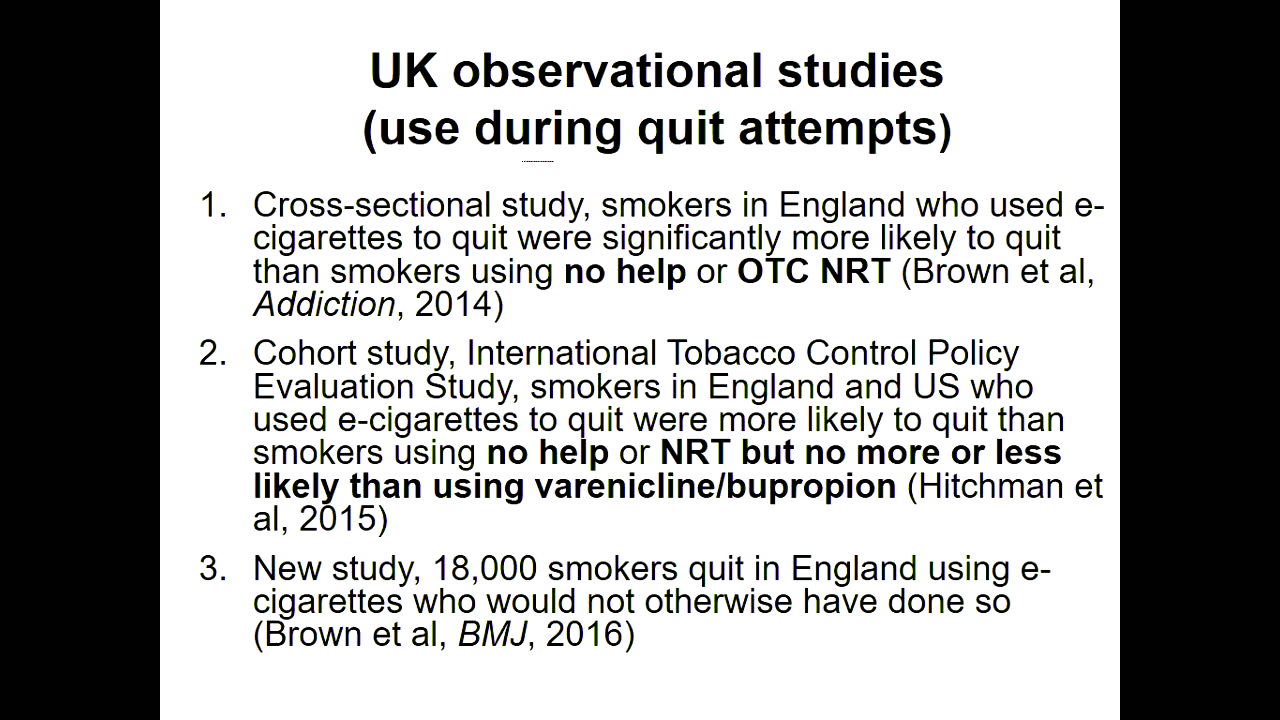 UK observational studies
(use during quit attempts)
1. Cross-sectional study, smokers in England who used e-
cigarettes to quit were significantly more likely to quit
than smokers using no help or OTC NRT (Brown et al,
Addiction, 2014)
2. Cohort study, International Tobacco Control Policy
Evaluation Study, smokers in England and US who
used e-cigarettes to quit were more likely to quit than
smokers using no help or NRT but no more or less
likely than using varenicline/bupropion (Hitchman et
al, 2015)
3. New study, 18,000 smokers quit in England using e-
cigarettes who would not otherwise have done so
(Brown et al, BMJ, 2016)